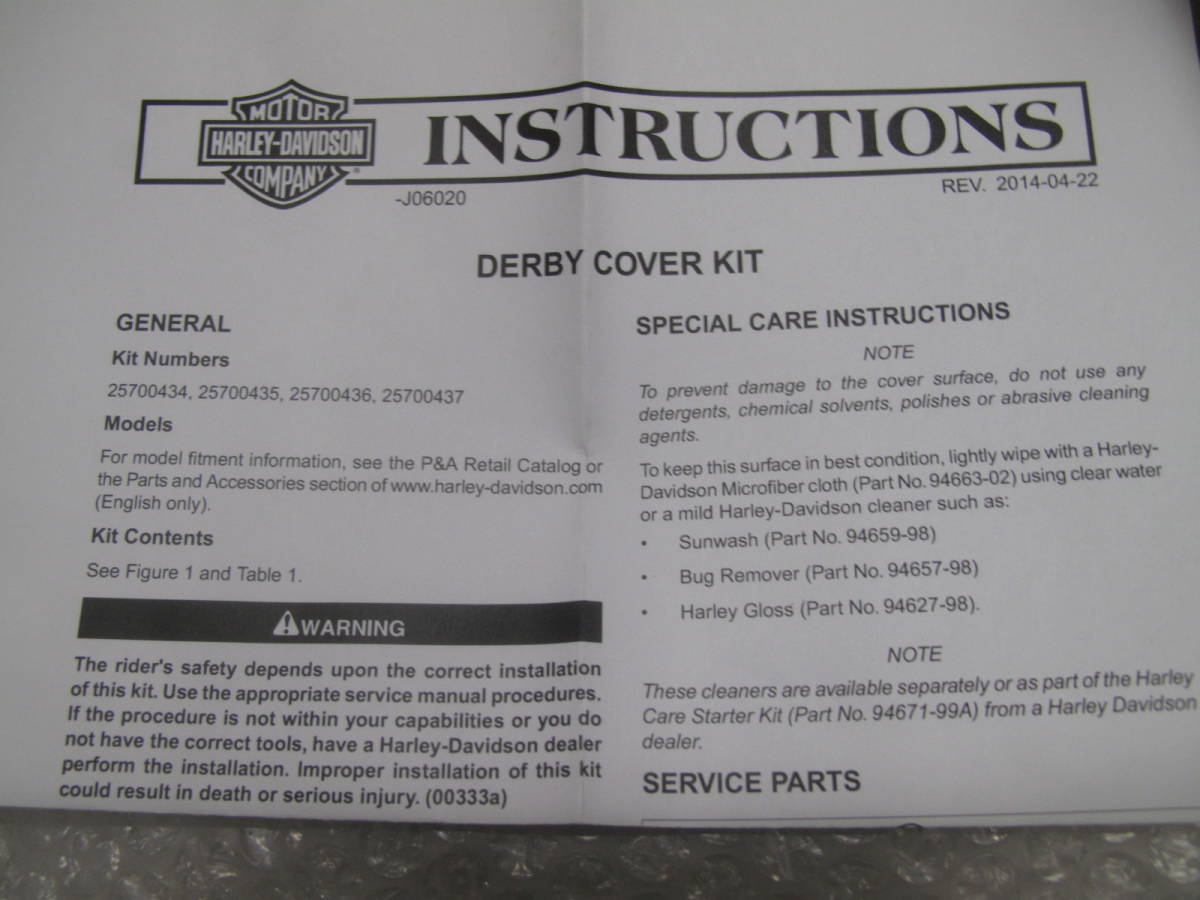 MOTOR
HARLEY-DAVIDSON
COMPANY
INSTRUCTIONS
-J06020
REV. 2014-04-22
DERBY COVER KIT
GENERAL
Kit Numbers
25700434, 25700435, 25700436, 25700437
Models
For model fitment information, see the P&A Retail Catalog or
the Parts and Accessories section of www.harley-davidson.com
(English only).
Kit Contents
See Figure 1 and Table 1.
⚠WARNING
The rider's safety depends upon the correct installation
of this kit. Use the appropriate service manual procedures.
If the procedure is not within your capabilities or you do
not have the correct tools, have a Harley-Davidson dealer
perform the installation. Improper installation of this kit
could result in death or serious injury. (00333a)
SPECIAL CARE INSTRUCTIONS
NOTE
To prevent damage to the cover surface, do not use any
detergents, chemical solvents, polishes or abrasive cleaning
agents.
To keep this surface in best condition, lightly wipe with a Harley-
Davidson Microfiber cloth (Part No. 94663-02) using clear water
or a mild Harley-Davidson cleaner such as:
• Sunwash (Part No. 94659-98)
• Bug Remover (Part No. 94657-98)
• Harley Gloss (Part No. 94627-98).
NOTE
These cleaners are available separately or as part of the Harley
Care Starter Kit (Part No. 94671-99A) from a Harley Davidson
dealer.
SERVICE PARTS